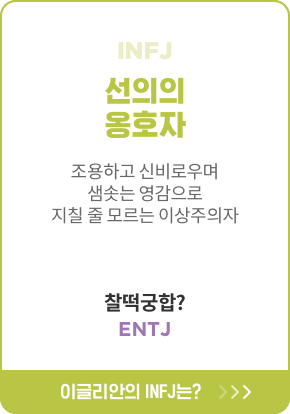 INFJ
선의의
옹호자
조용하고 신비로우며
샘솟는 영감으로
지칠 줄 모르는 이상주의자
찰떡궁합?
ENTJ
이글리안의 INFJ는? >>>